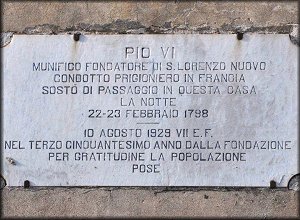 PIO VI
MUNIFICO FONDATORE DI S. LORENZO NUOVO
CONDOTTO PRIGIONIERO IN FRANCIA
SOSTÒ DI PASSAGGIO IN QUESTA CASA
LA NOTTE
22-23 FEBBRAIO 1798
10 AGOSTO 1929 VII E.F.
NEL TERZO CINQUANTESIMO ANNO DALLA FONDAZIONE
PER GRATITUDINE LA POPOLAZIONE
POSE